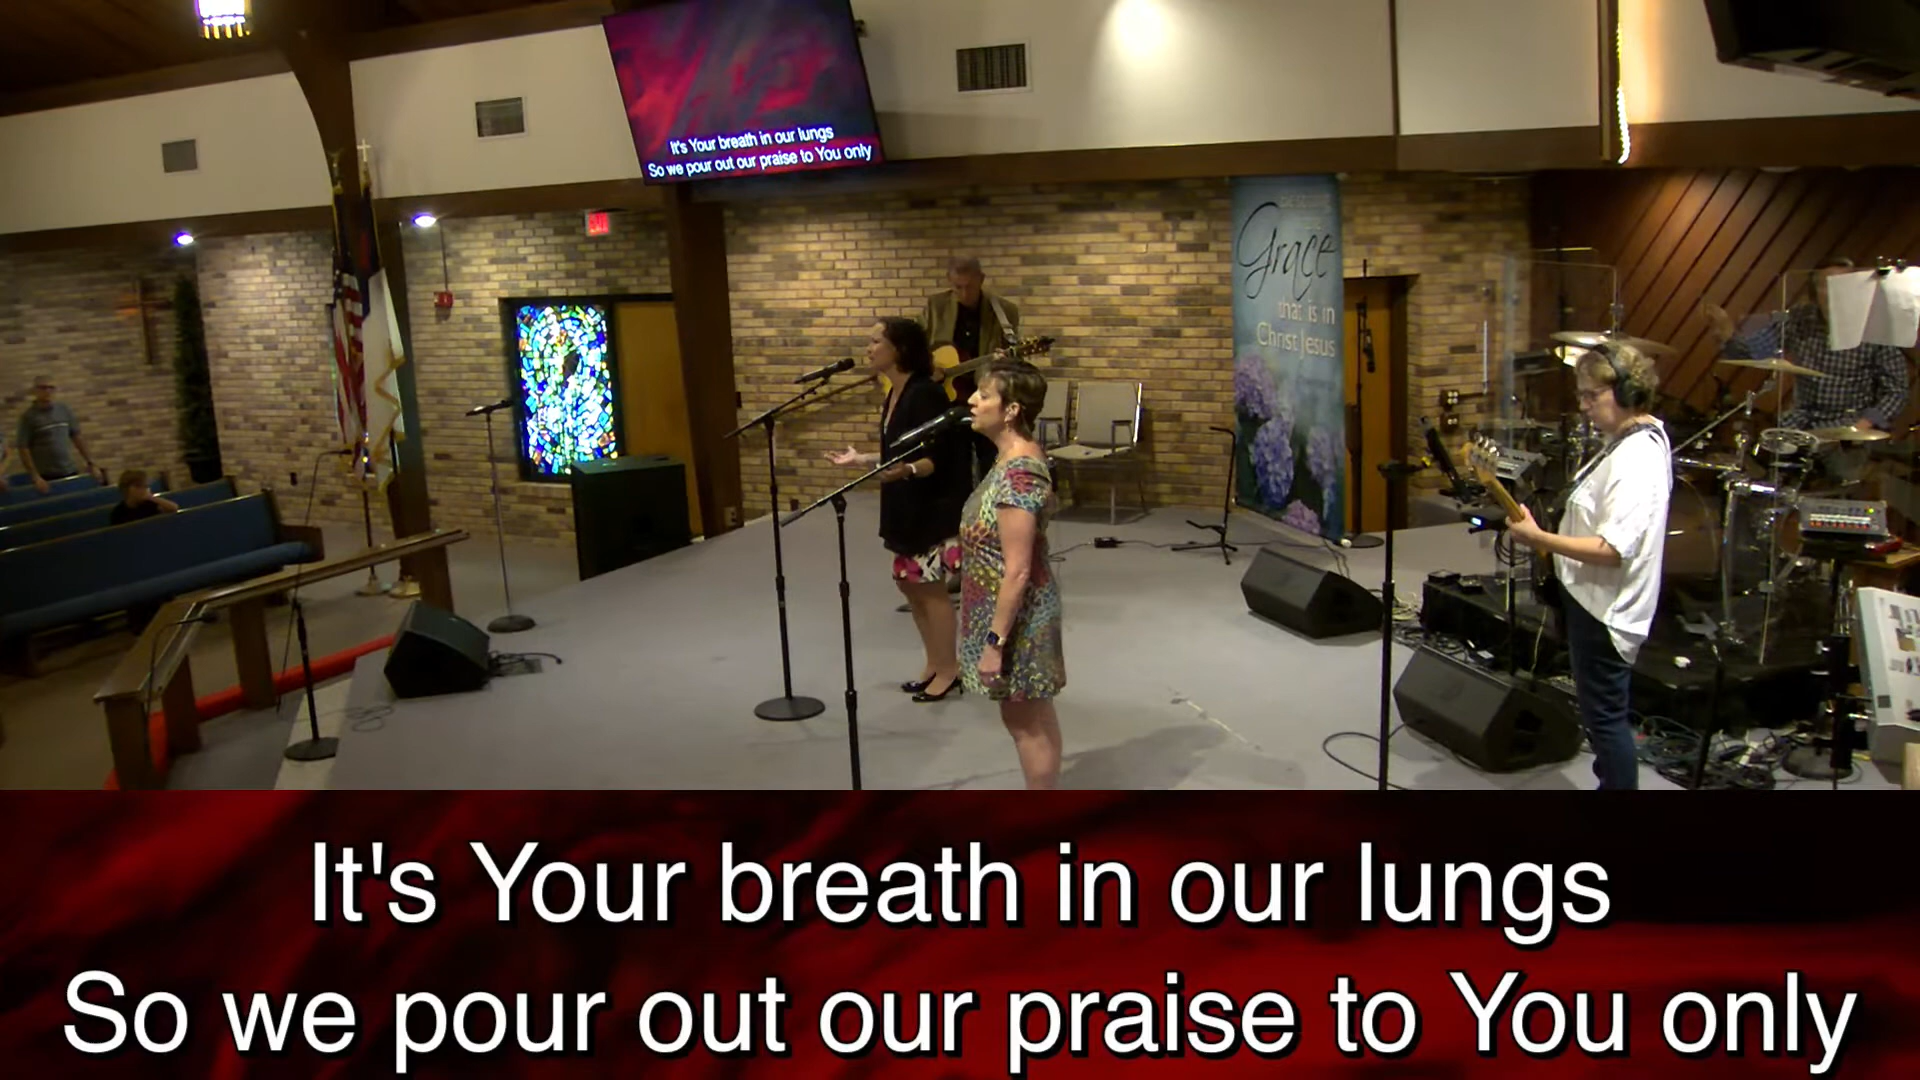 It's Your breath in our lungs
So we pour out our praise to You only
EXIT
Grace
that is in
Christ Jesus
It's Your breath in our lungs
So we pour out our praise to You only